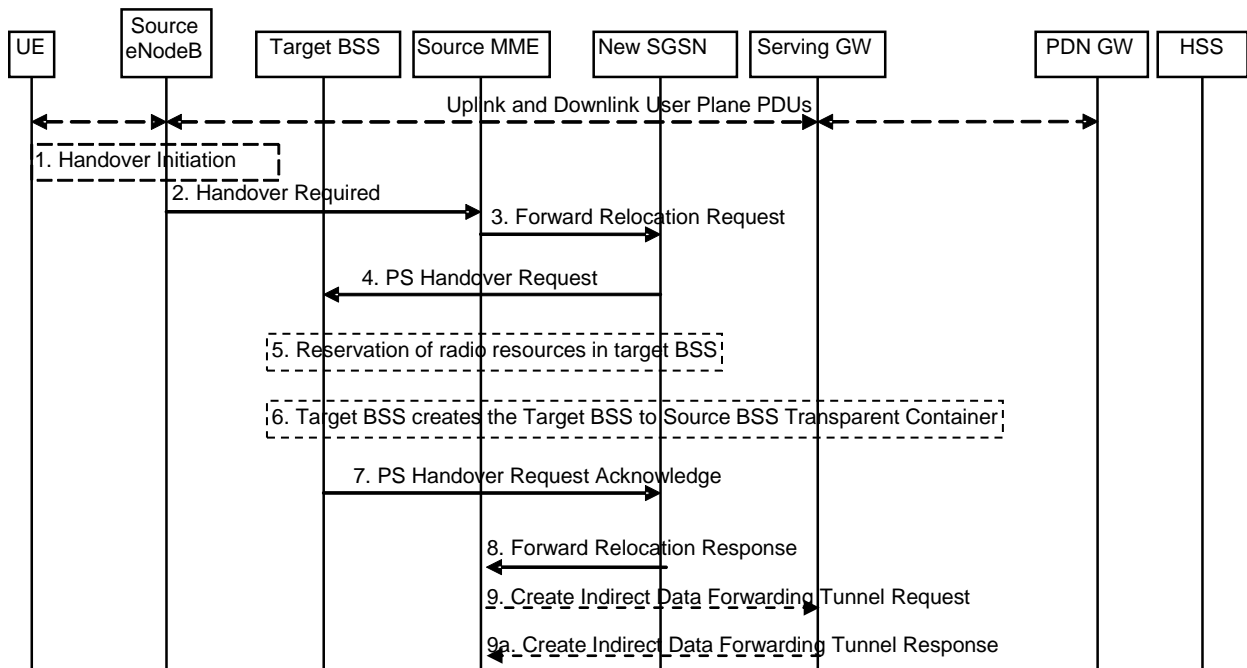 UE
Source
eNodeB
Target BSS
Source MME
New SGSN
Serving GW
PDN GW
HSS
Uplink and Downlink User Plane PDUs
1. Handover Initiation
2. Handover Required
3. Forward Relocation Request
4. PS Handover Request
5. Reservation of radio resources in target BSS
6. Target BSS creates the Target BSS to Source BSS Transparent Container
7. PS Handover Request Acknowledge
8. Forward Relocation Response
9. Create Indirect Data Forwarding Tunnel Request
9a. Create Indirect Data Forwarding Tunnel Response